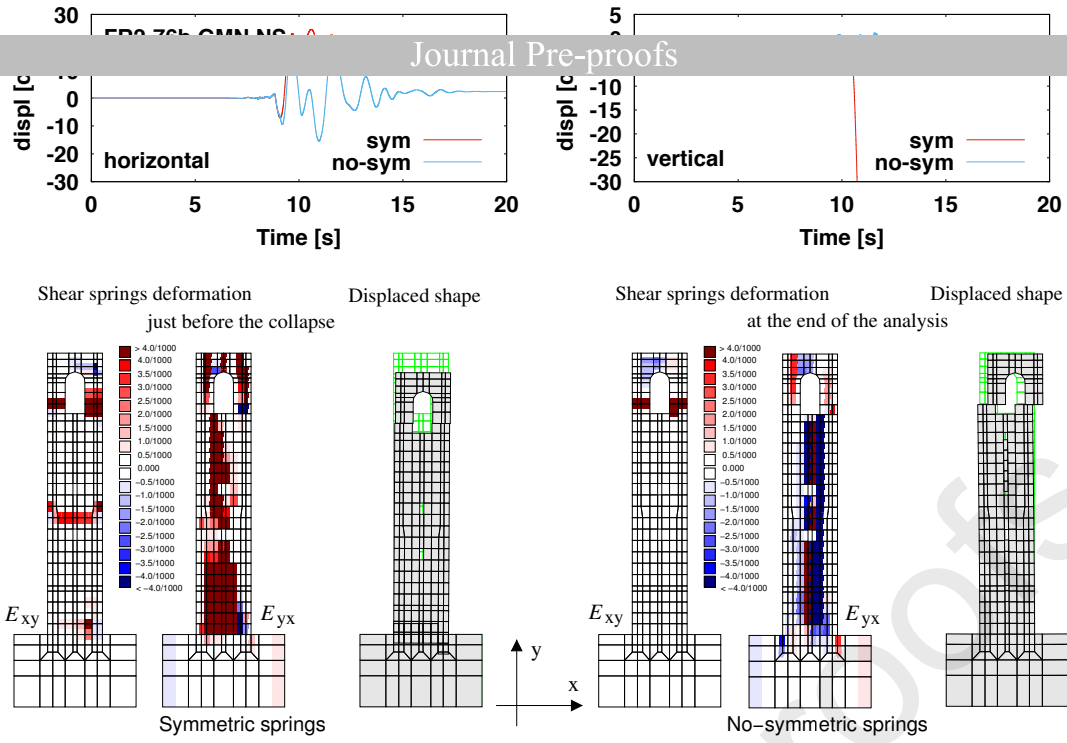 30
5
Journal Pre-proofs
0
-10
-20
-30
displ [c
sym
no-sym
horizontal
0 5 10 15 20
Time [s]
-5
-10
-15
-20
-25
-30
sym
no-sym
vertical
0 5 10 15 20
Time [s]
Shear springs deformation
Displaced shape
just before the collapse
> 4.0/1000
4.0/1000
3.5/1000
3.0/1000
2.5/1000
2.0/1000
1.5/1000
1.0/1000
0.5/1000
0.000
−1.0/1000
−0.5/1000
−1.5/1000
−2.0/1000
−2.5/1000
−3.0/1000
−3.5/1000
−4.0/1000
< −4.0/1000
Exy
Eyx
Symmetric springs
y
x
Shear springs deformation
Displaced shape
at the end of the analysis
> 4.0/1000
4.0/1000
3.5/1000
3.0/1000
2.5/1000
2.0/1000
1.5/1000
1.0/1000
0.5/1000
0.000
−1.0/1000
−0.5/1000
−1.5/1000
−2.0/1000
−2.5/1000
−3.0/1000
−3.5/1000
−4.0/1000
< −4.0/1000
Exy
Eyx
No−symmetric springs
roofs